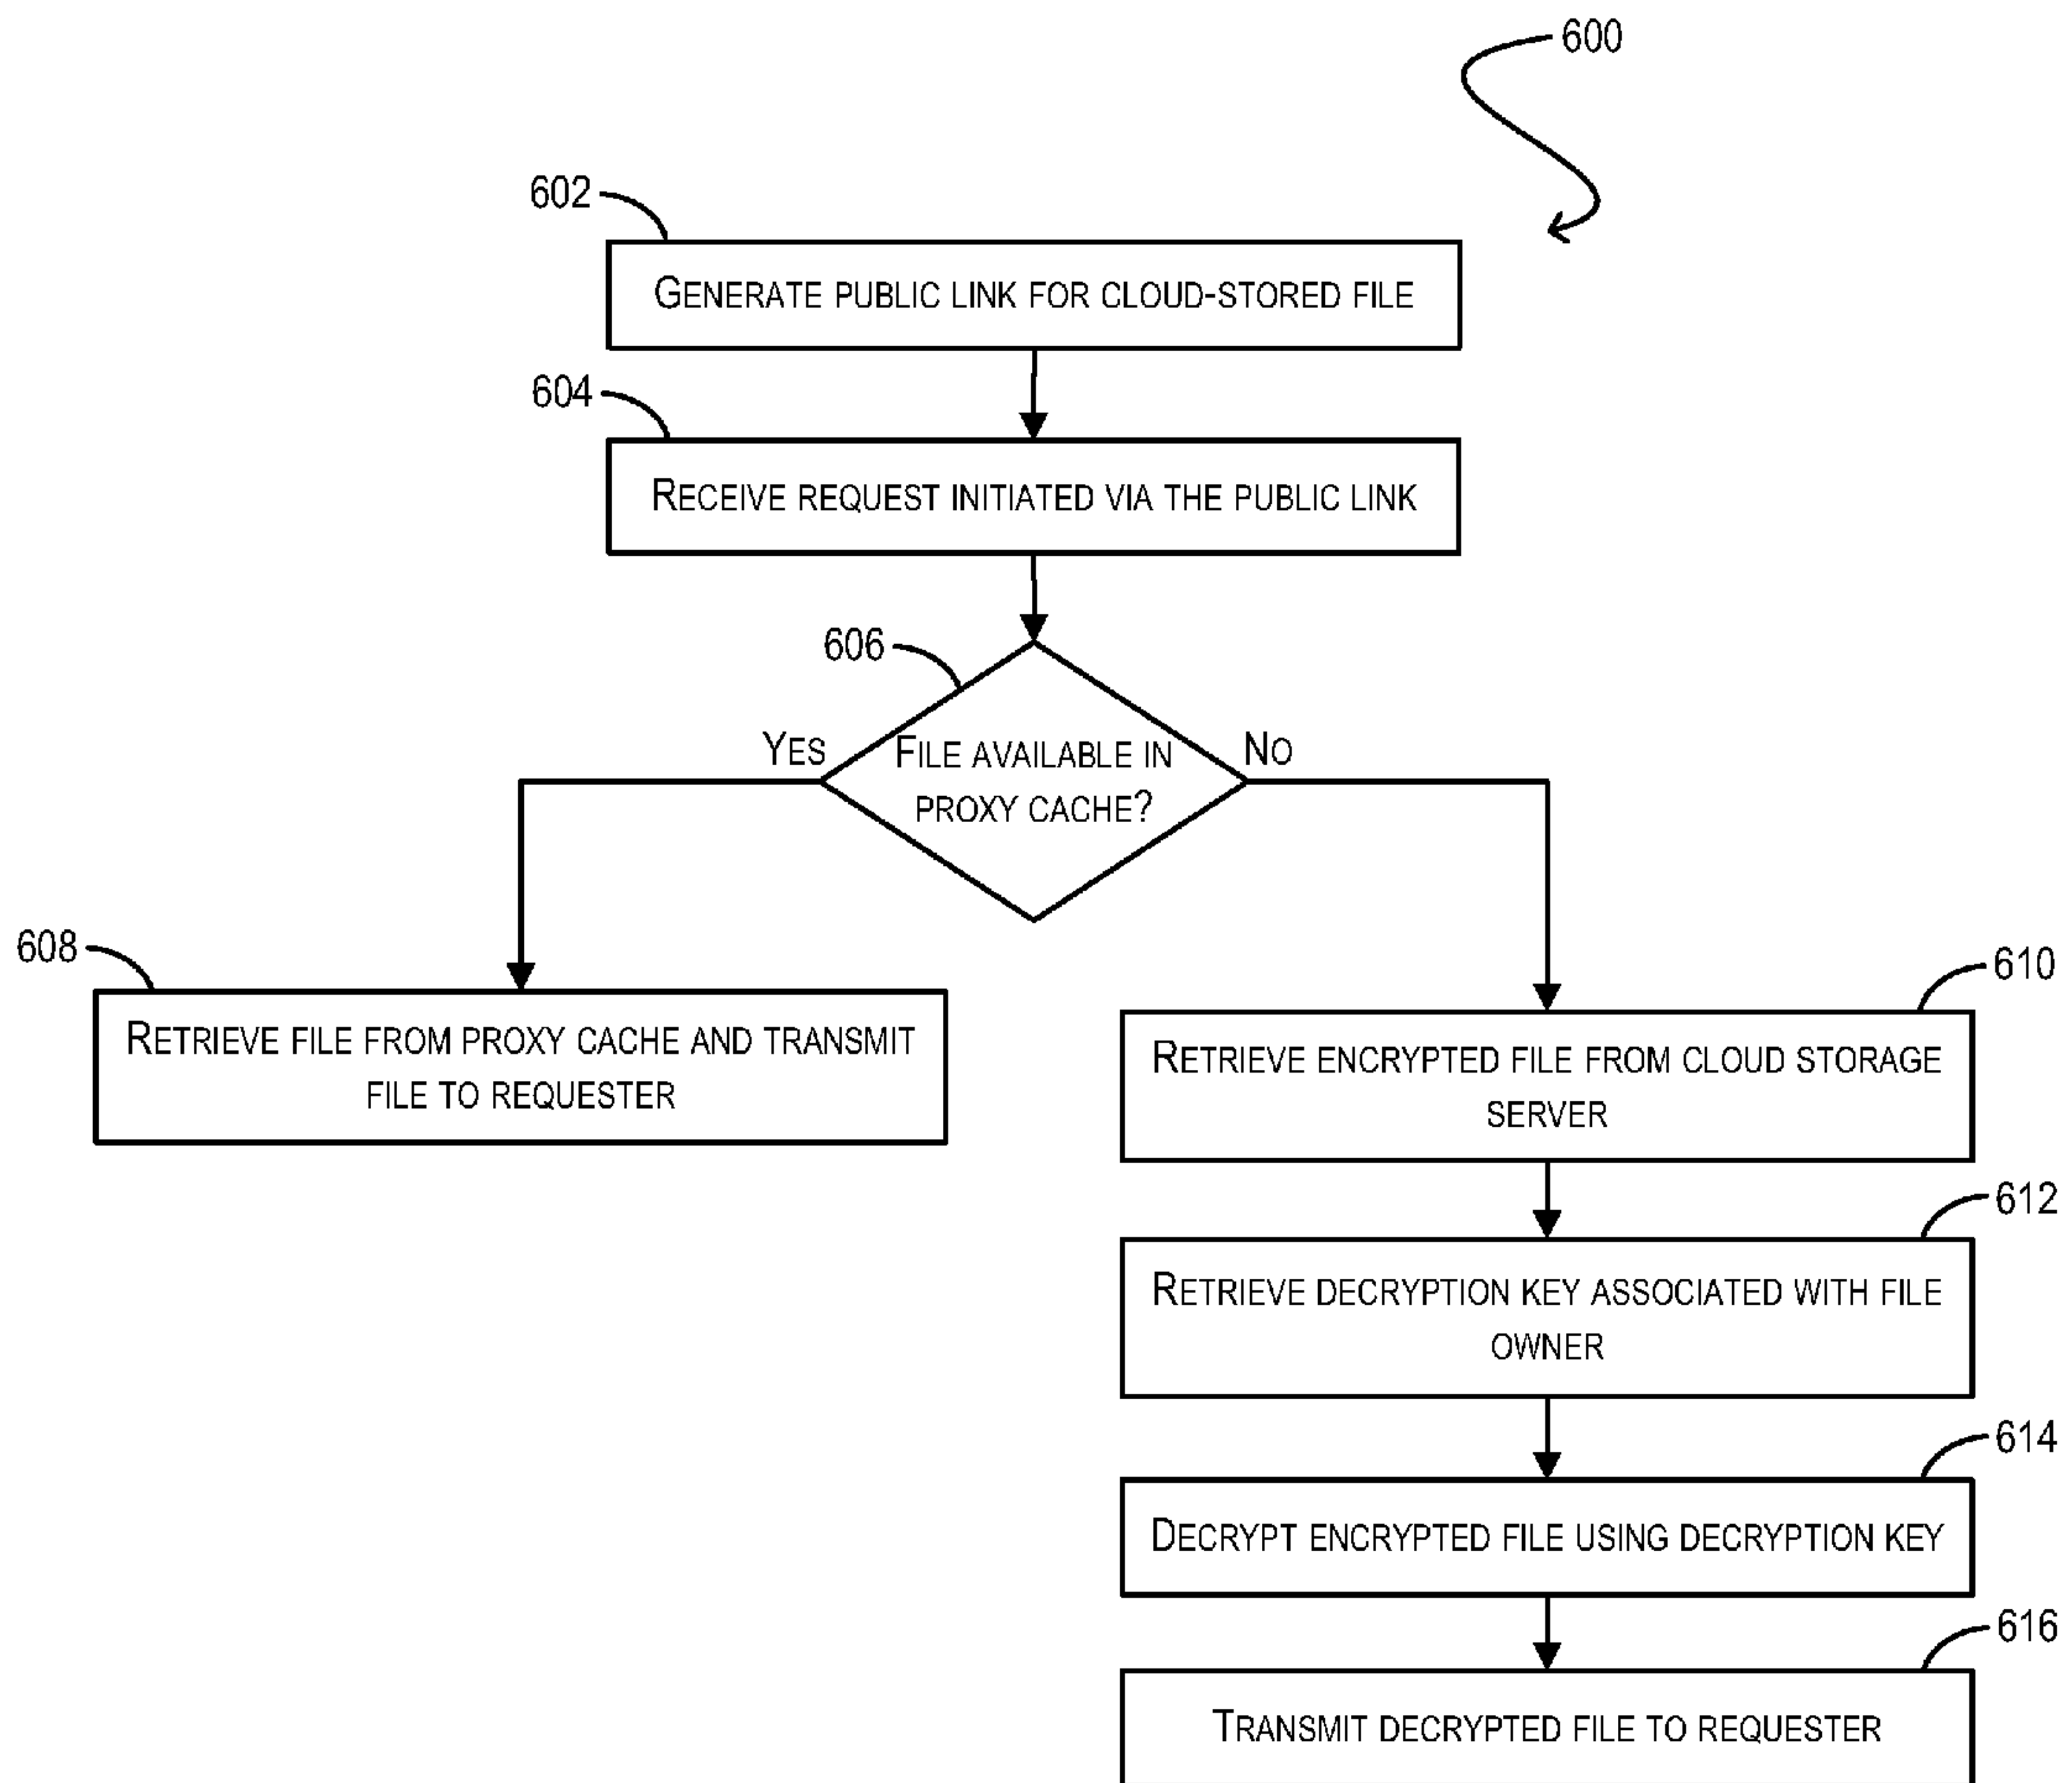 600
602
GENERATE PUBLIC LINK FOR CLOUD-STORED FILE
604
RECEIVE REQUEST INITIATED VIA THE PUBLIC LINK
606
YES
FILE AVAILABLE IN
PROXY CACHE?
NO
608
RETRIEVE FILE FROM PROXY CACHE AND TRANSMIT
FILE TO REQUESTER
610
RETRIEVE ENCRYPTED FILE FROM CLOUD STORAGE
SERVER
612
RETRIEVE DECRYPTION KEY ASSOCIATED WITH FILE
OWNER
614
DECRYPT ENCRYPTED FILE USING DECRYPTION KEY
616
TRANSMIT DECRYPTED FILE TO REQUESTER